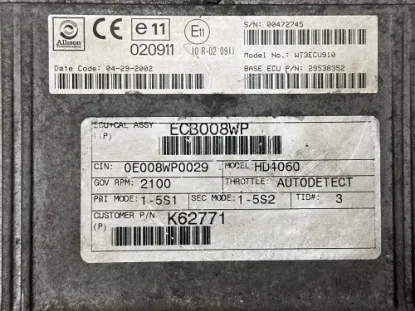 Allison
CE e11 E11
020911 10 R-02 0911
S/N: 00472745
Model No.: WT3ECU910
Date Code: 04-29-2002 BASE ECU P/N: 29538352
ECU+CAL ASSY ECB008WP
(P)
CIN: 0E008WP0029 MODEL: HD4060
GOV RPM: 2100 THROTTLE: AUTODETECT
PRI MODE: 1-5S1 SEC MODE: 1-5S2 TID#: 3
CUSTOMER P/N: K62771
(P)